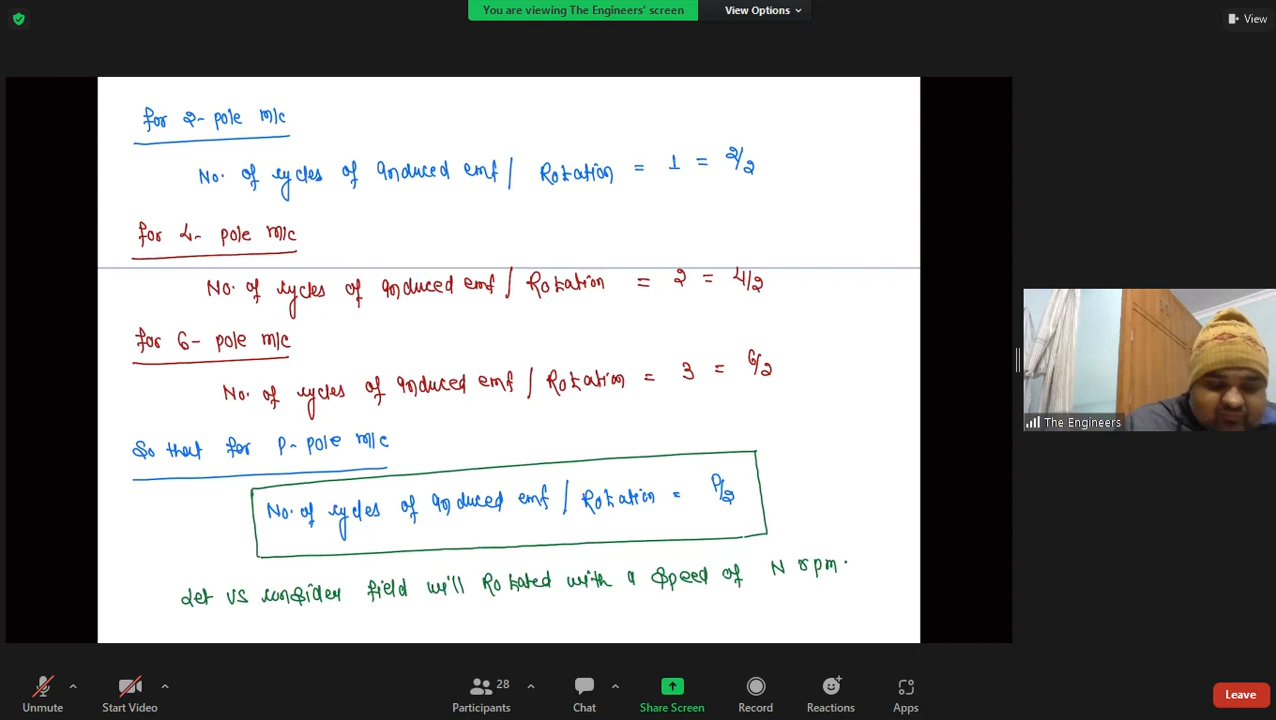 You are viewing The Engineers' screen
View Options
View
for 2- pole m/c
No. of cycles of Induced emf / Rotation = 1 = 2/2
for 4- pole m/c
No. of cycles of Induced emf / Rotation = 2 = 4/2
for 6- pole m/c
No. of cycles of Induced emf / Rotation = 3 = 6/2
So that for P- pole m/c
No. of cycles of Induced emf / Rotation = P/2
Let us consider field will Rotated with a speed of N rpm.
The Engineers
Unmute
Start Video
28
Participants
Chat
Share Screen
Record
Reactions
Apps
Leave